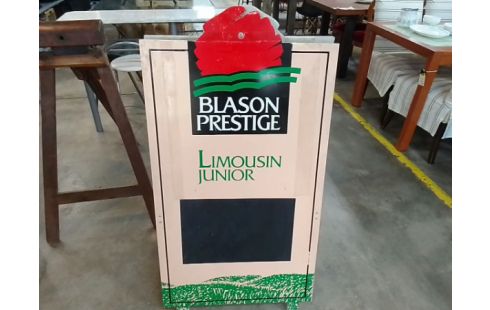 BLASON
PRESTIGE
LIMOUSIN
JUNIOR